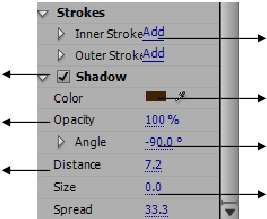 Strokes
Inner Stroke Add
Outer Stroke Add
Shadow
Color
Opacity 100 %
Angle -90.0 °
Distance 7.2
Size 0.0
Spread 33.3